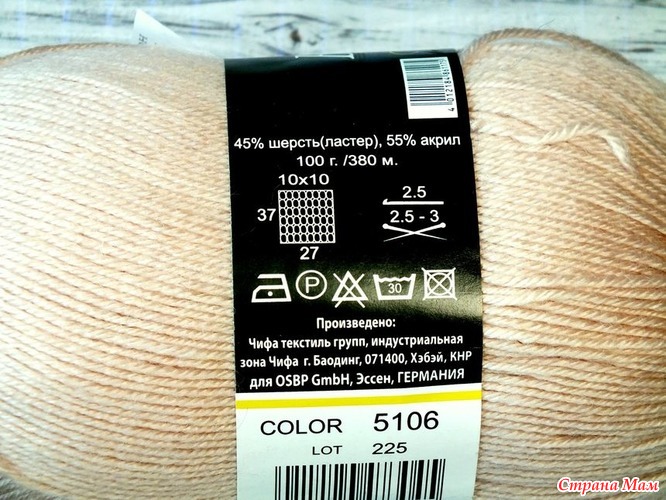 45% шерсть(ластер), 55% акрил
100 г. /380 м.
10x10
37
27
2.5
2.5 - 3
P
30
Произведено:
Чифа текстиль групп, индустриальная
зона Чифа г. Баодинг, 071400, Хэбэй, КНР
для OSBP GmbH, Эссен, ГЕРМАНИЯ
COLOR 5106
LOT 225
Страна Мам